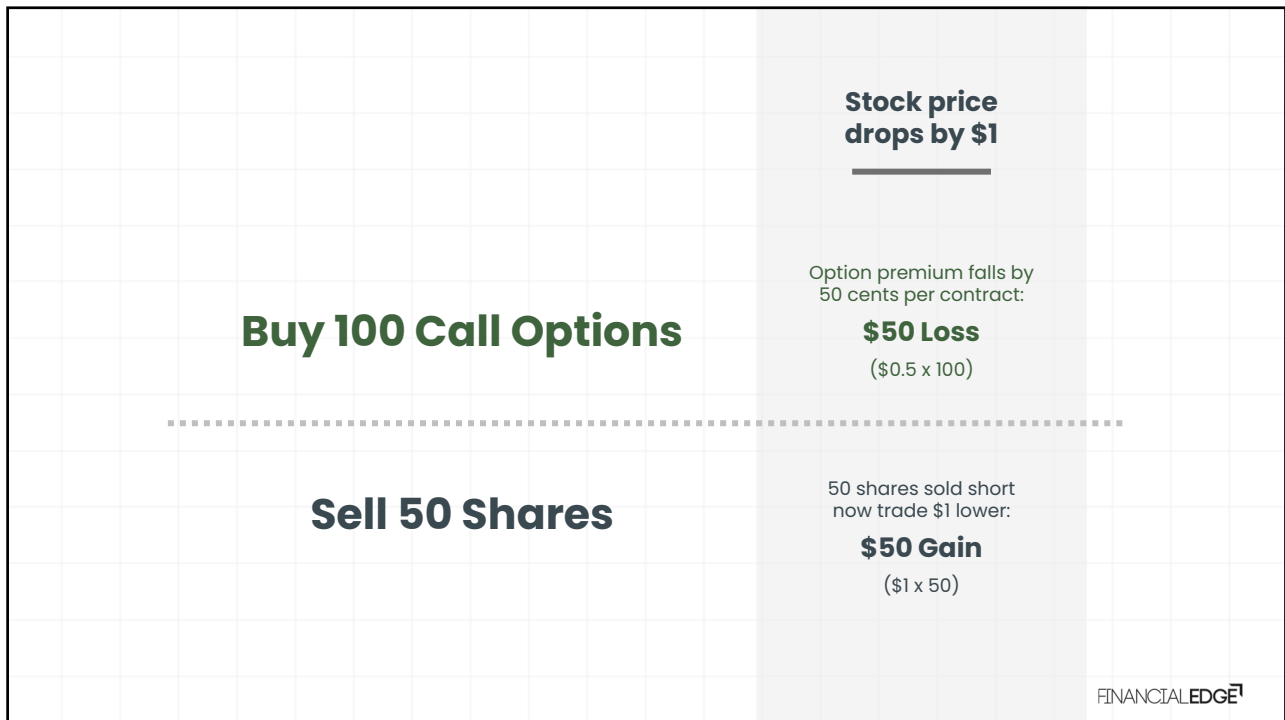 Stock price
drops by $1
Buy 100 Call Options
Option premium falls by
50 cents per contract:
$50 Loss
($0.5 x 100)
Sell 50 Shares
50 shares sold short
now trade $1 lower:
$50 Gain
($1 x 50)
FINANCIALEDGE